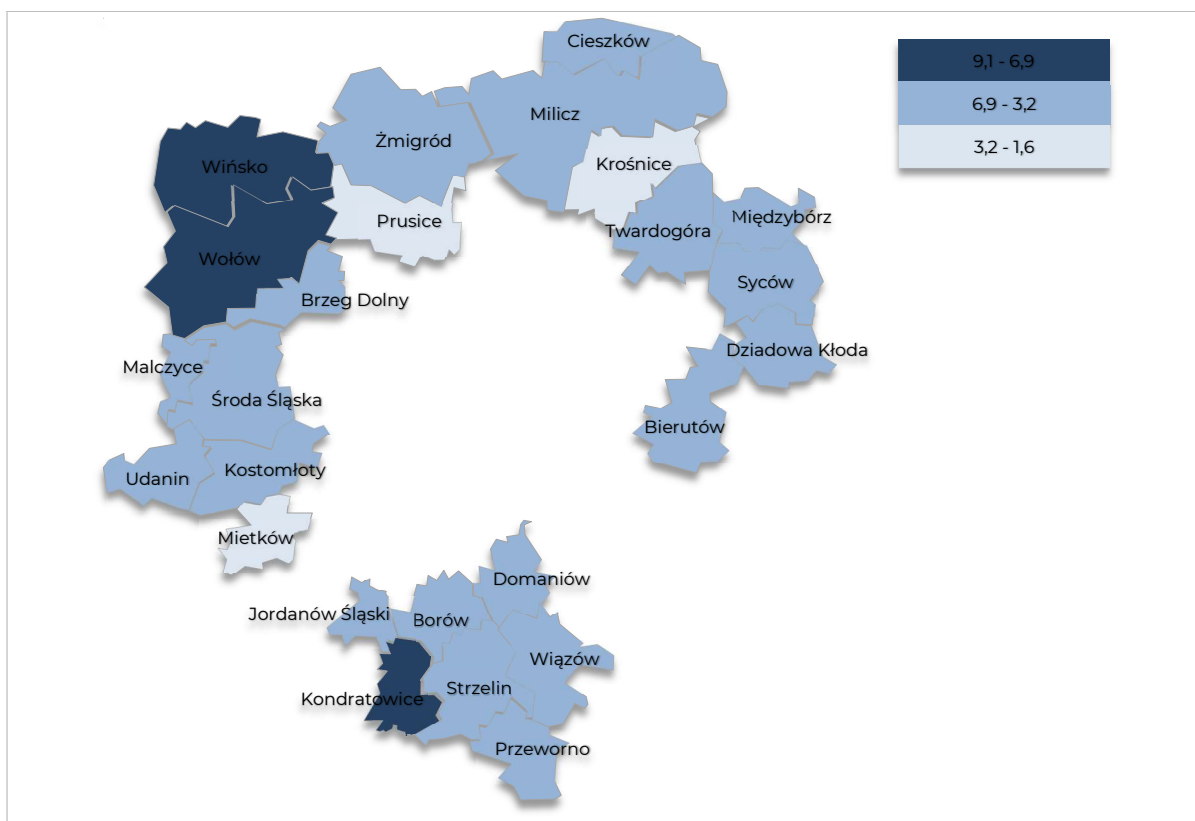 Cieszków
9,1 - 6,9
6,9 - 3,2
3,2 - 1,6
Milicz
Żmigród
Krośnice
Wińsko
Prusice
Międzybórz
Twardogóra
Wołów
Syców
Brzeg Dolny
Dziadowa Kłoda
Malczyce
Środa Śląska
Bierutów
Kostomłoty
Udanin
Mietków
Domaniów
Jordanów Śląski
Borów
Wiązów
Strzelin
Kondratowice
Przeworno